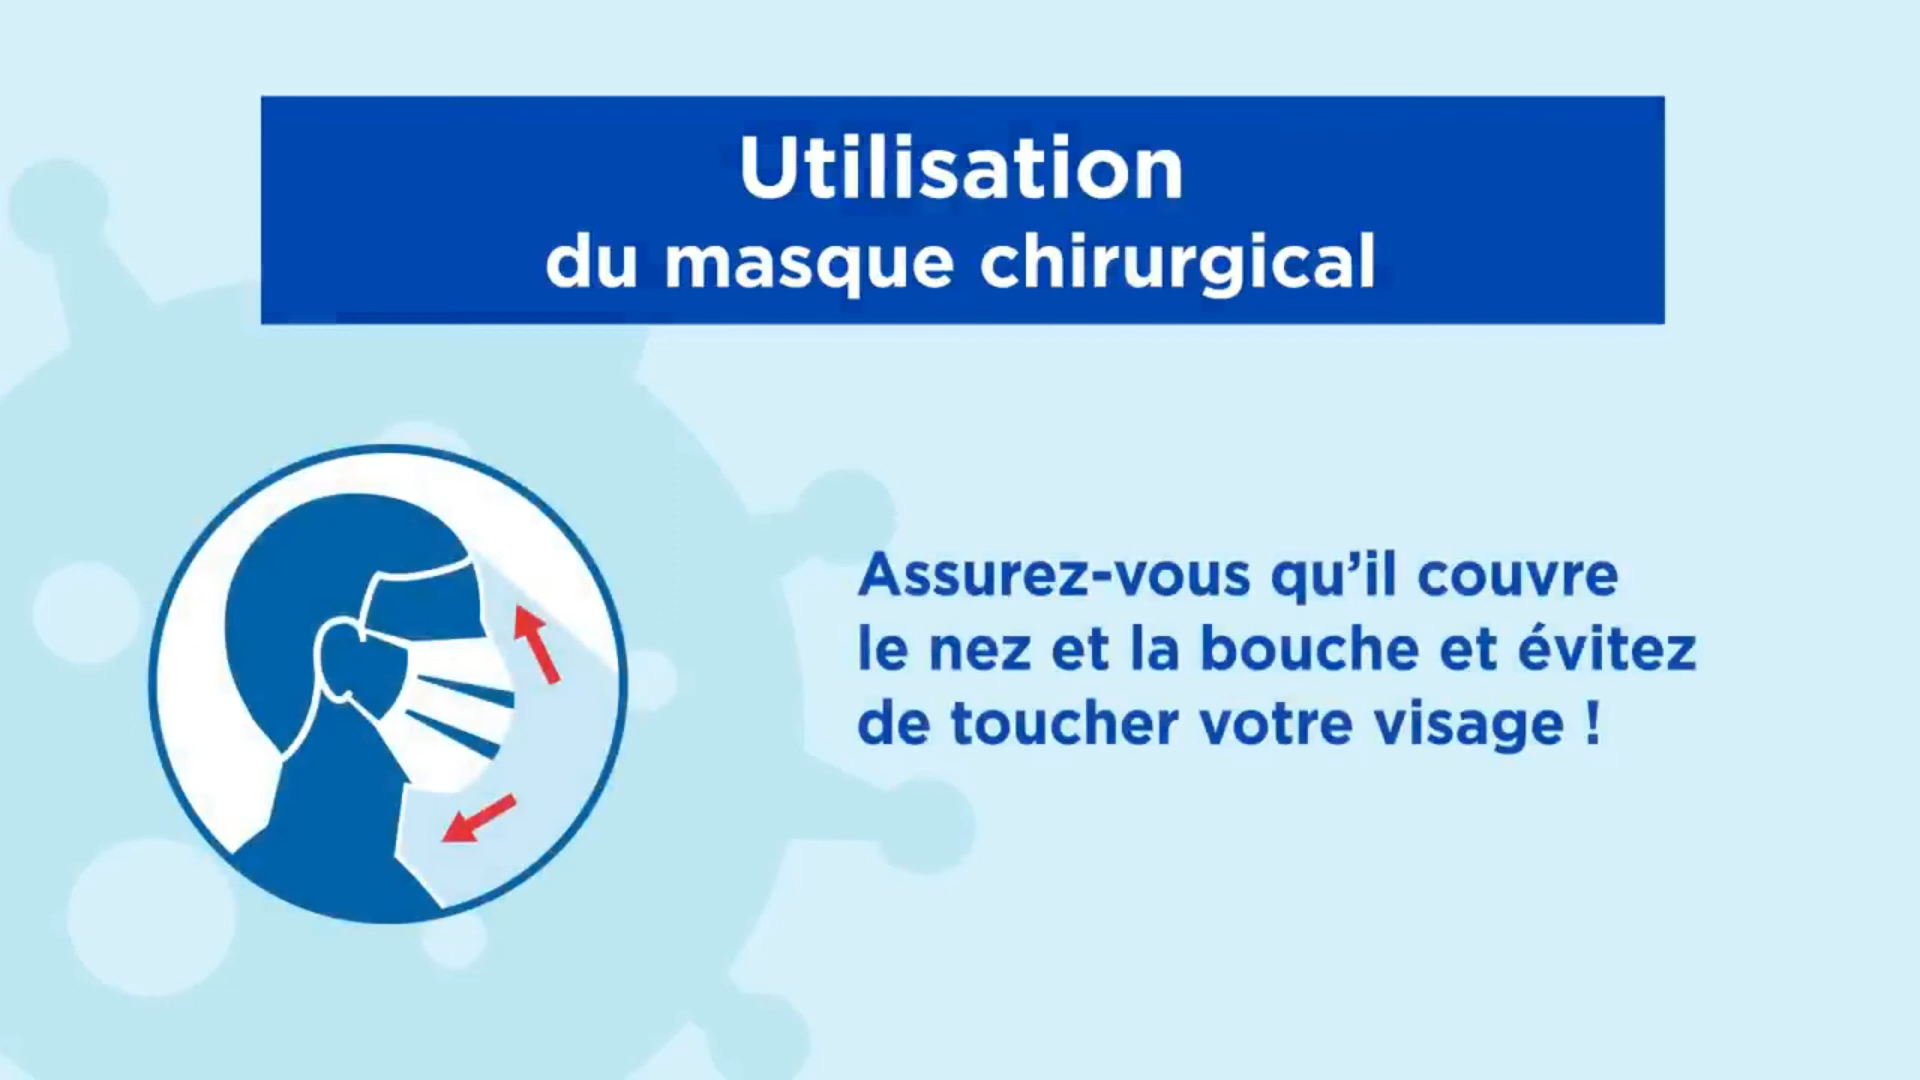 Utilisation
du masque chirurgical
Assurez-vous qu’il couvre
le nez et la bouche et évitez
de toucher votre visage !